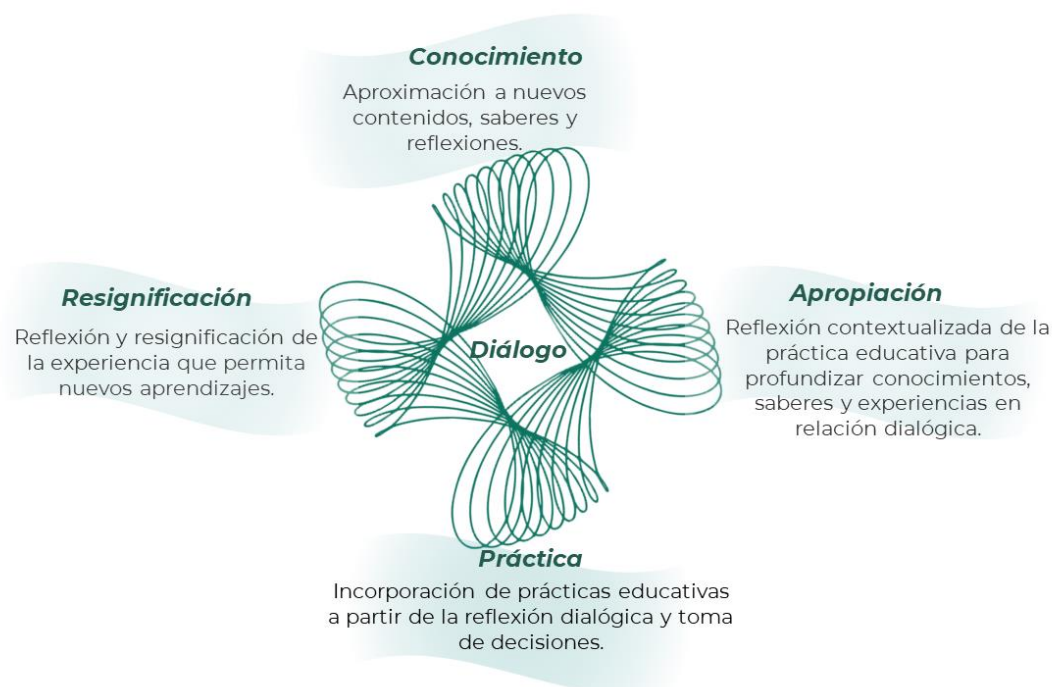 Conocimiento
Aproximación a nuevos
contenidos, saberes y
reflexiones.
Resignificación
Reflexión y resignificación de
la experiencia que permita
nuevos aprendizajes.
Diálogo
Apropiación
Reflexión contextualizada de la
práctica educativa para
profundizar conocimientos,
saberes y experiencias en
relación dialógica.
Práctica
Incorporación de prácticas educativas
a partir de la reflexión dialógica y toma
de decisiones.